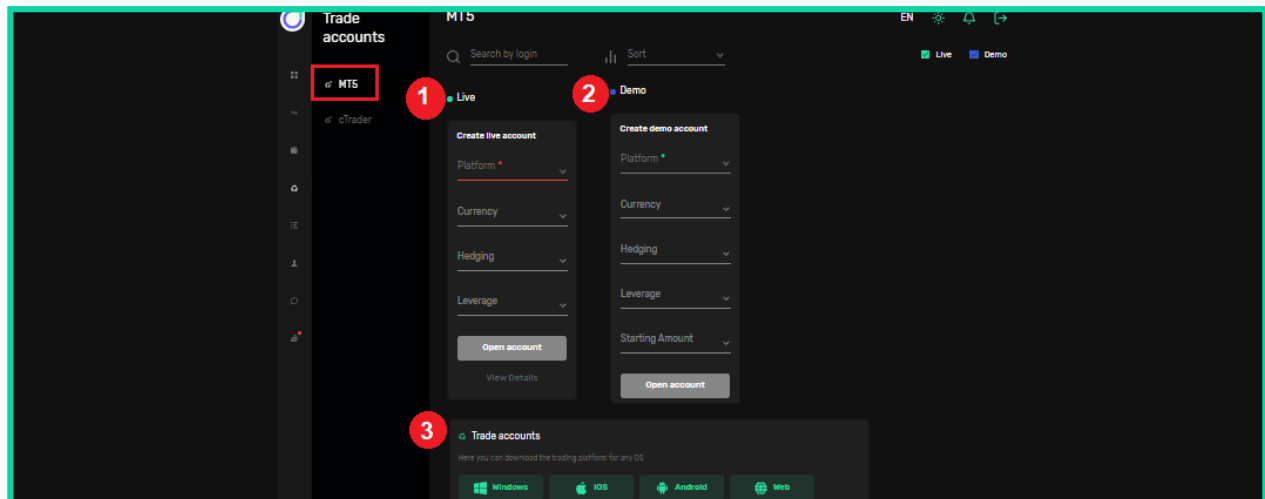 Trade
accounts
MT5
EN
Search by login
Sort
Live
Demo
MT5
cTrader
1
Live
2
Demo
Create live account
Platform *
Currency
Hedging
Leverage
Open account
View Details
Create demo account
Platform *
Currency
Hedging
Leverage
Starting Amount
Open account
3
Trade accounts
Here you can download the trading platform for any OS
Windows
iOS
Android
Web